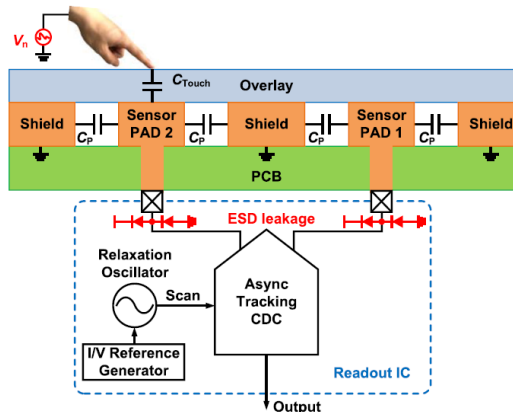 Vn
CTouch
Overlay
Shield
CP
Sensor
PAD 2
CP
Shield
CP
Sensor
PAD 1
CP
Shield
PCB
ESD leakage
Relaxation
Oscillator
Scan
Async
Tracking
CDC
I/V Reference
Generator
Readout IC
Output